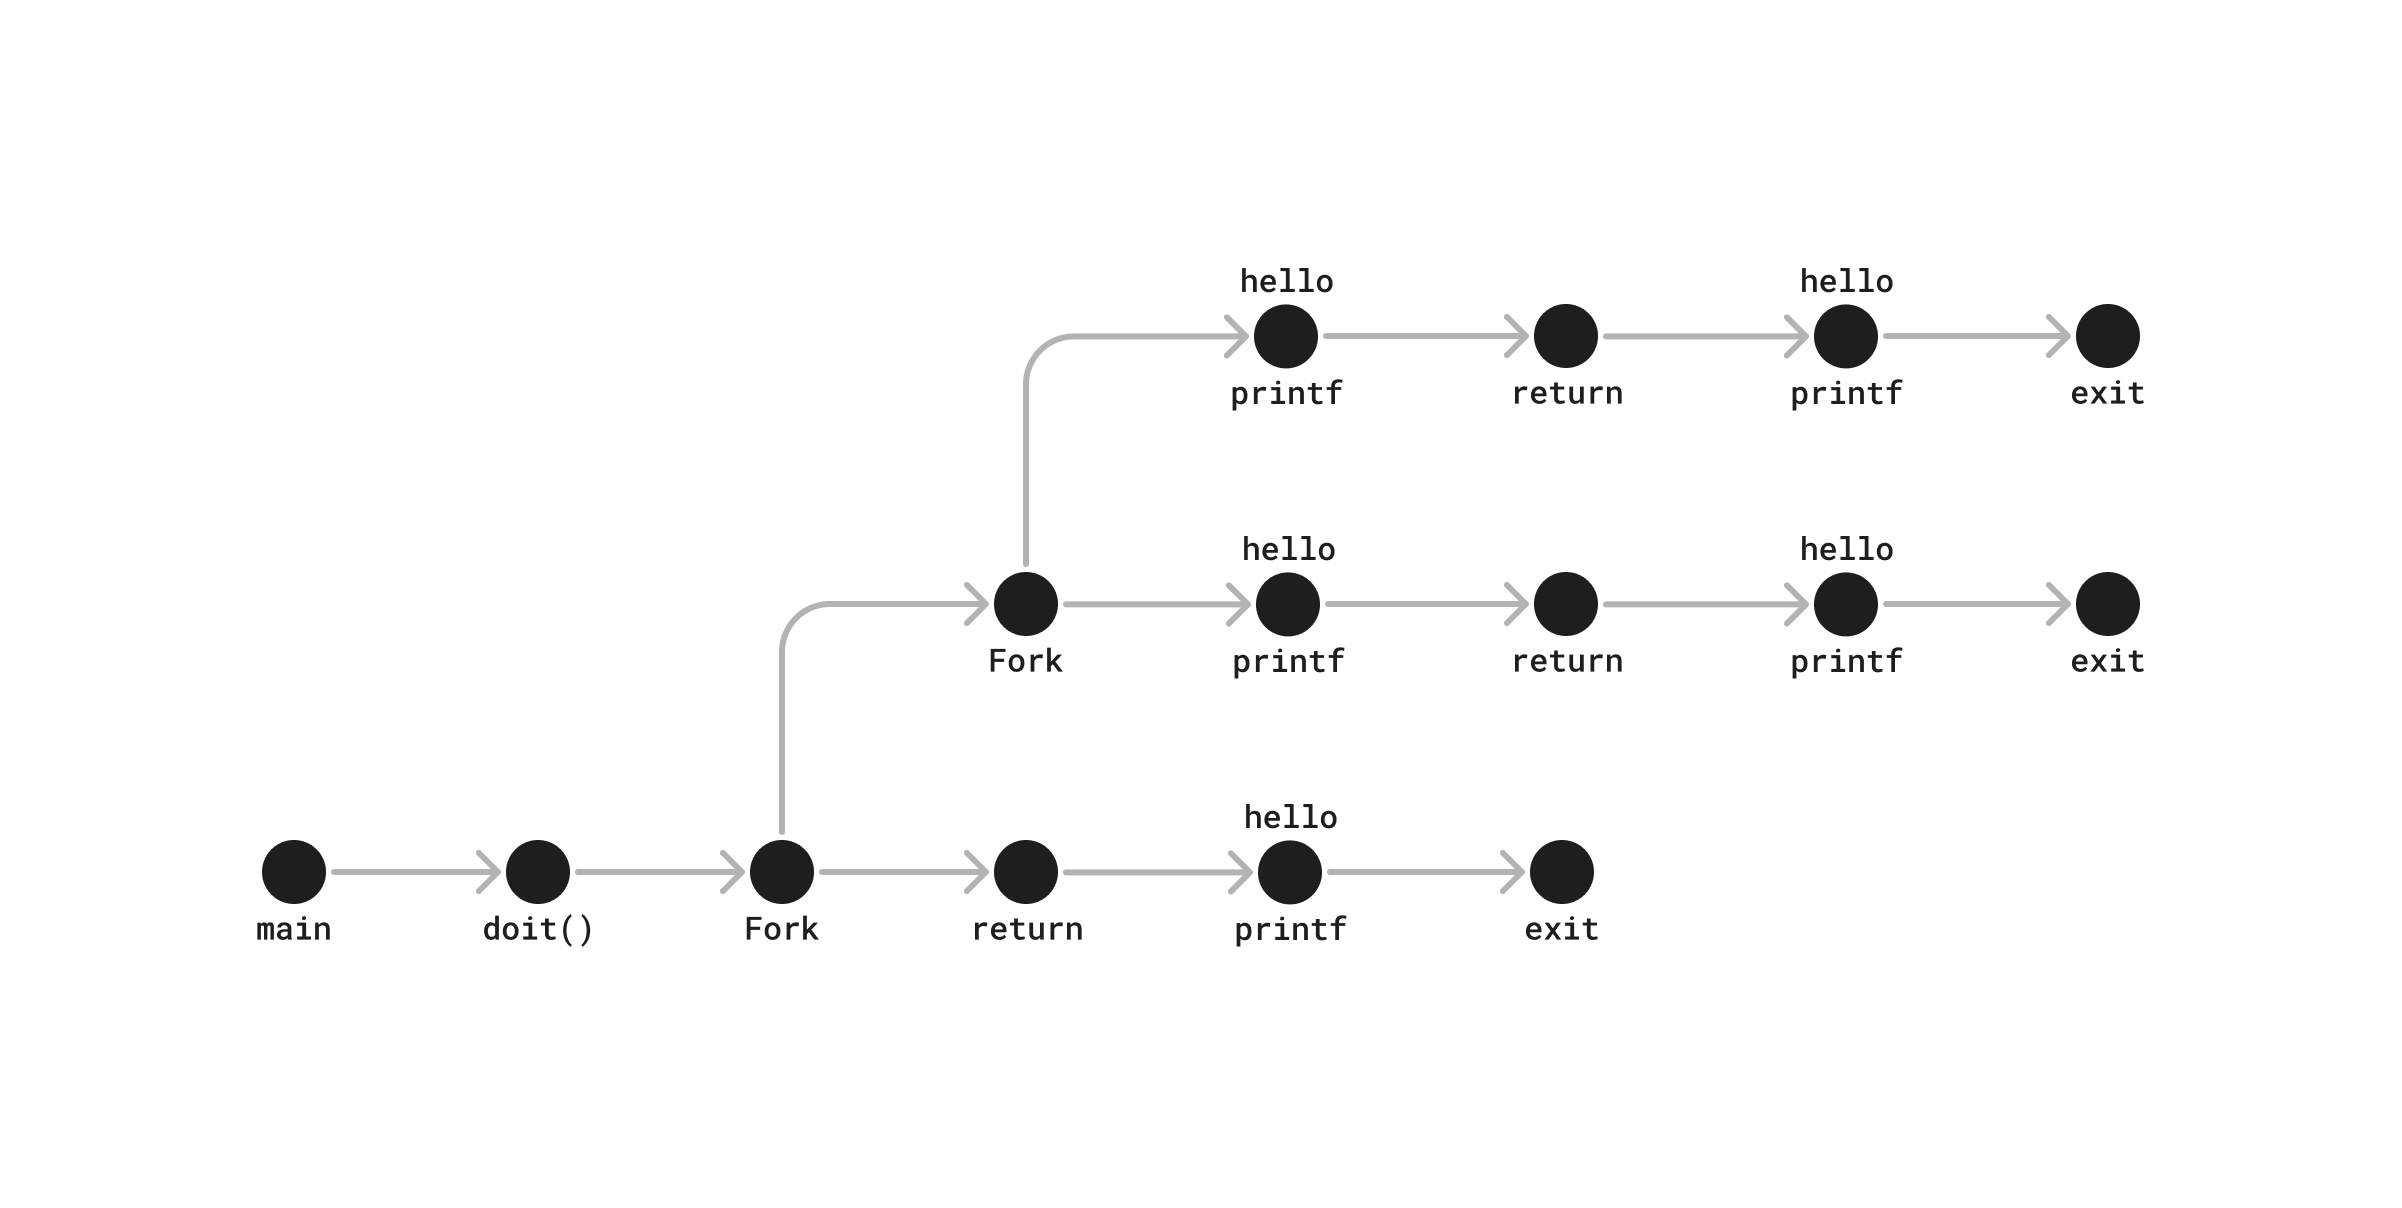 hello
hello
printf
return
printf
exit
hello
hello
Fork
printf
return
printf
exit
hello
main
doit()
Fork
return
printf
exit